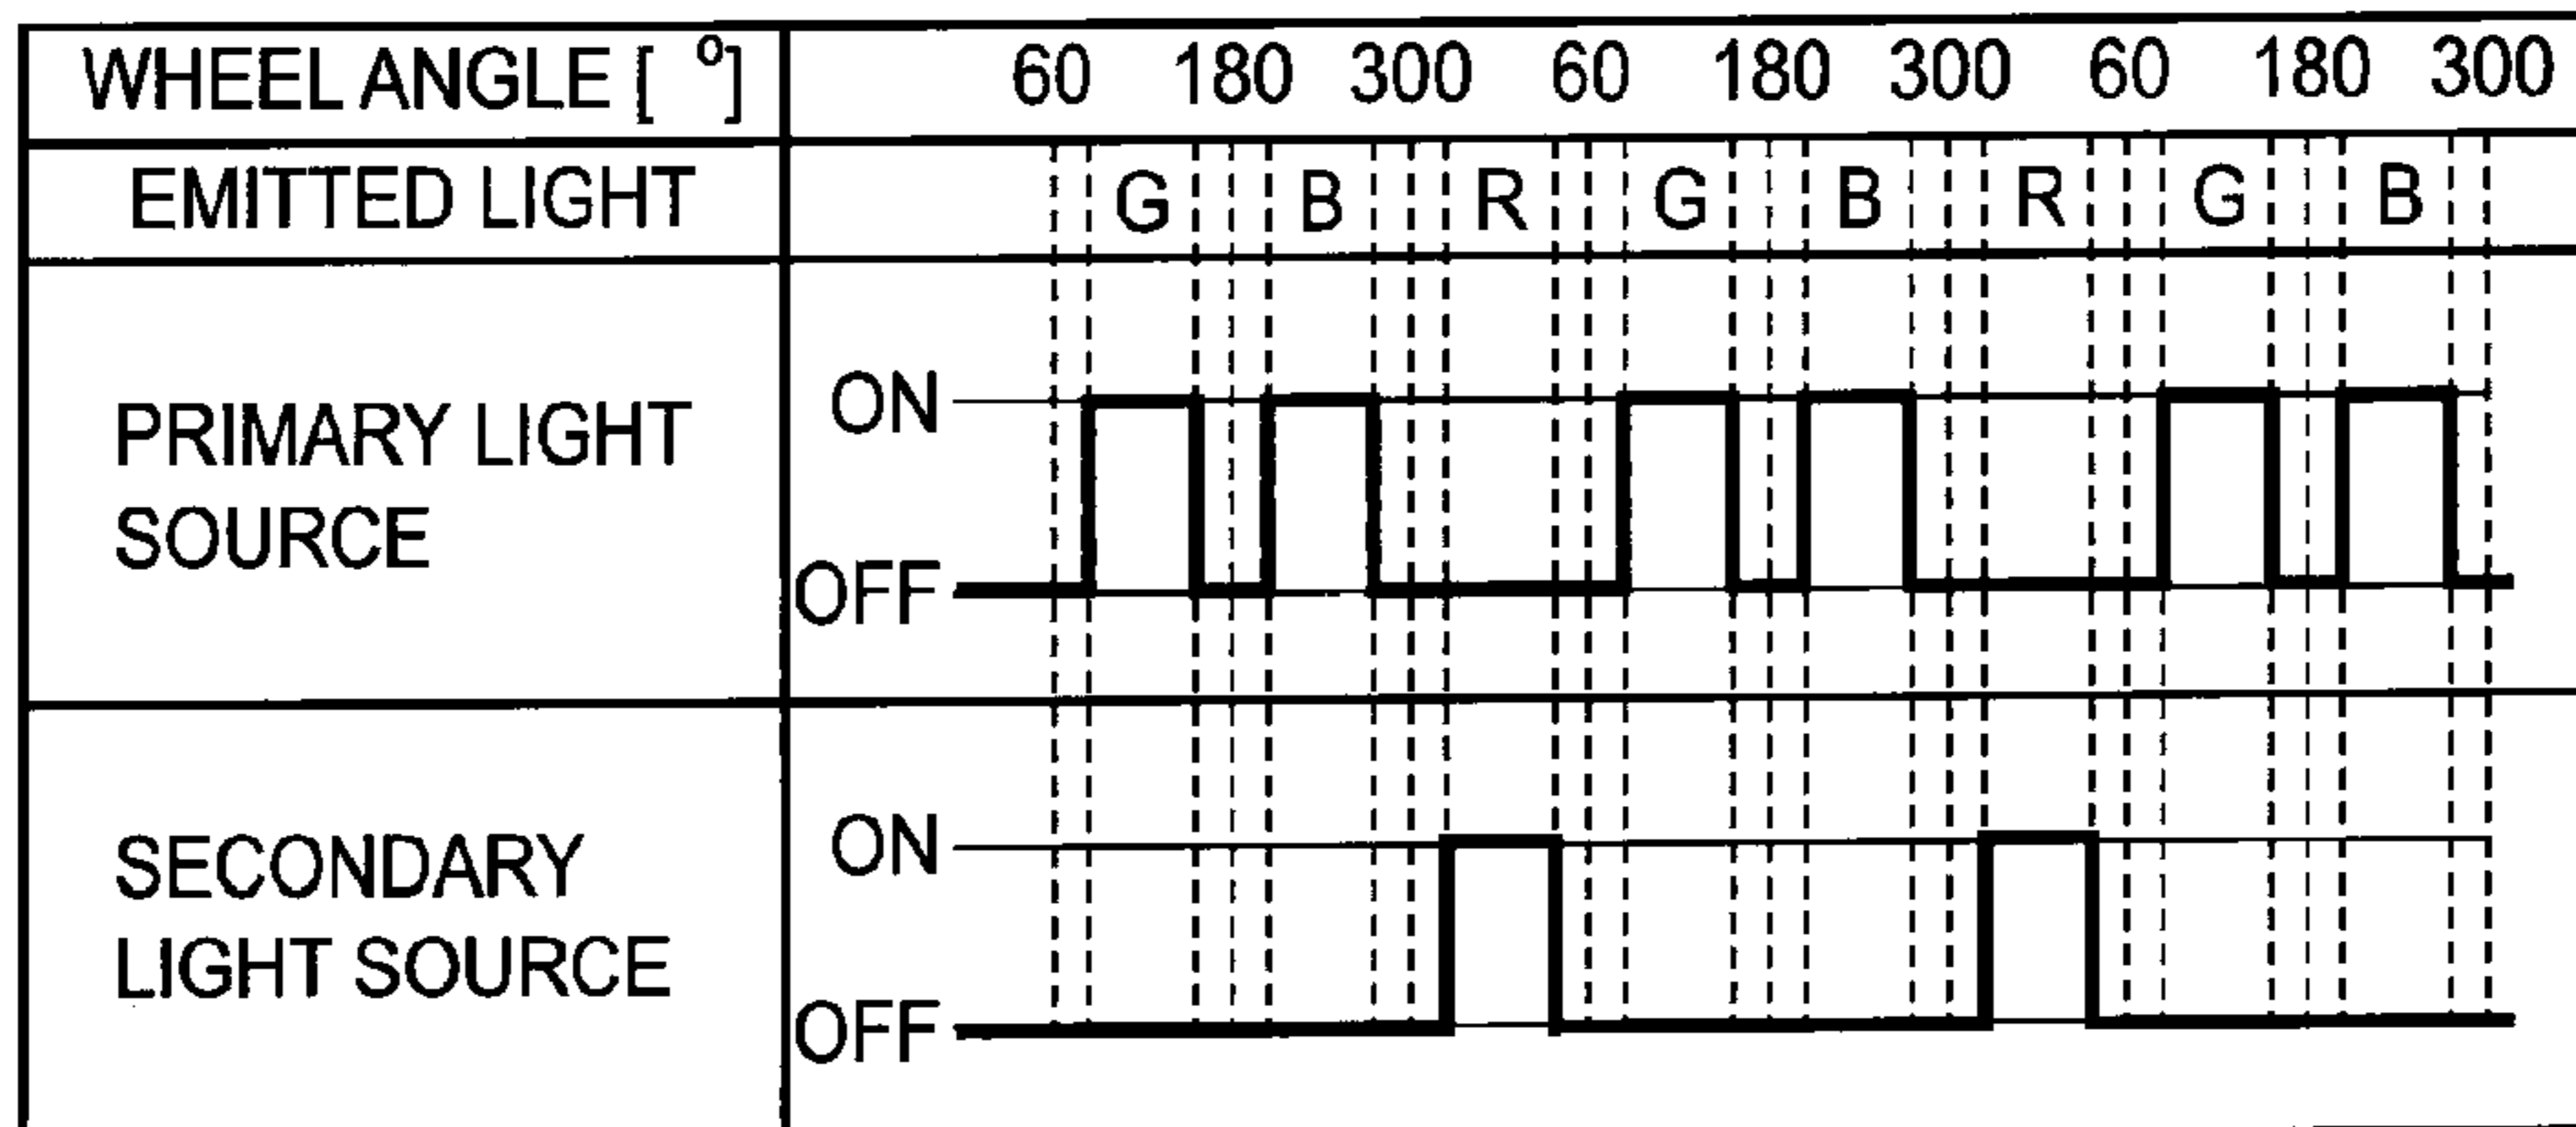 WHEEL ANGLE [ °] 60 180 300 60 180 300 60 180 300
EMITTED LIGHT G B R G B R G B
PRIMARY LIGHT
SOURCE
ON
OFF
SECONDARY
LIGHT SOURCE
ON
OFF